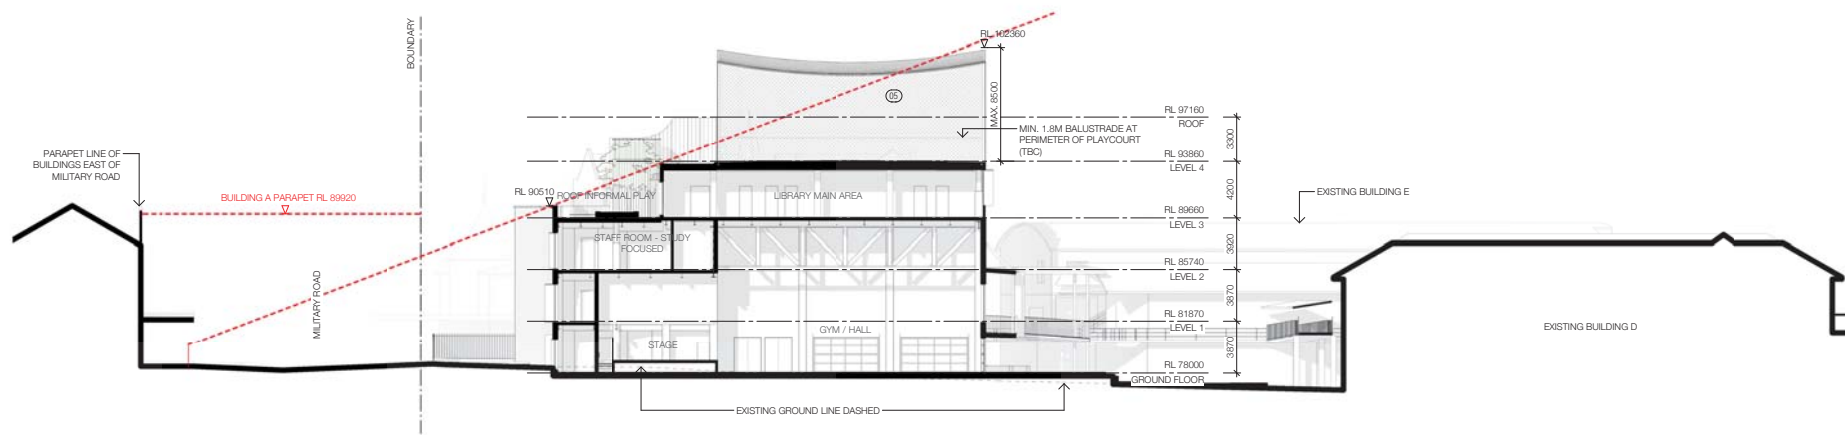 BOUNDARY
RL 102360
05
MAX. 8500
RL 97160
ROOF
3300
MIN. 1.8M BALUSTRADE AT
PERIMETER OF PLAYCOURT
(TBC)
PARAPET LINE OF
BUILDINGS EAST OF
MILITARY ROAD
RL 93860
LEVEL 4
BUILDING A PARAPET RL 89920
RL 90510
ROOF INFORMAL PLAY
LIBRARY MAIN AREA
4200
EXISTING BUILDING E
RL 89660
LEVEL 3
STAFF ROOM - STUDY
FOCUSED
3920
RL 85740
LEVEL 2
MILITARY ROAD
3870
RL 81870
LEVEL 1
GYM / HALL
STAGE
EXISTING BUILDING D
3870
RL 78000
GROUND FLOOR
EXISTING GROUND LINE DASHED